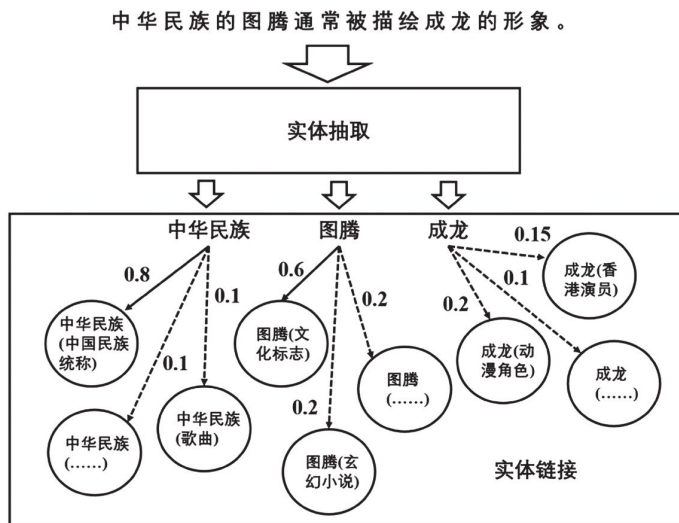 中华民族的图腾通常被描绘成龙的形象。
实体抽取
中华民族 图腾 成龙
0.8
0.1
0.1
0.6
0.2
0.2
0.15
0.1
0.2
成龙(香
港演员)
中华民族
(中国民族
统称)
图腾(文
化标志)
成龙(动
漫角色)
图腾
(……)
成龙
(……)
中华民族
(……)
中华民族
(歌曲)
图腾(玄
幻小说)
实体链接